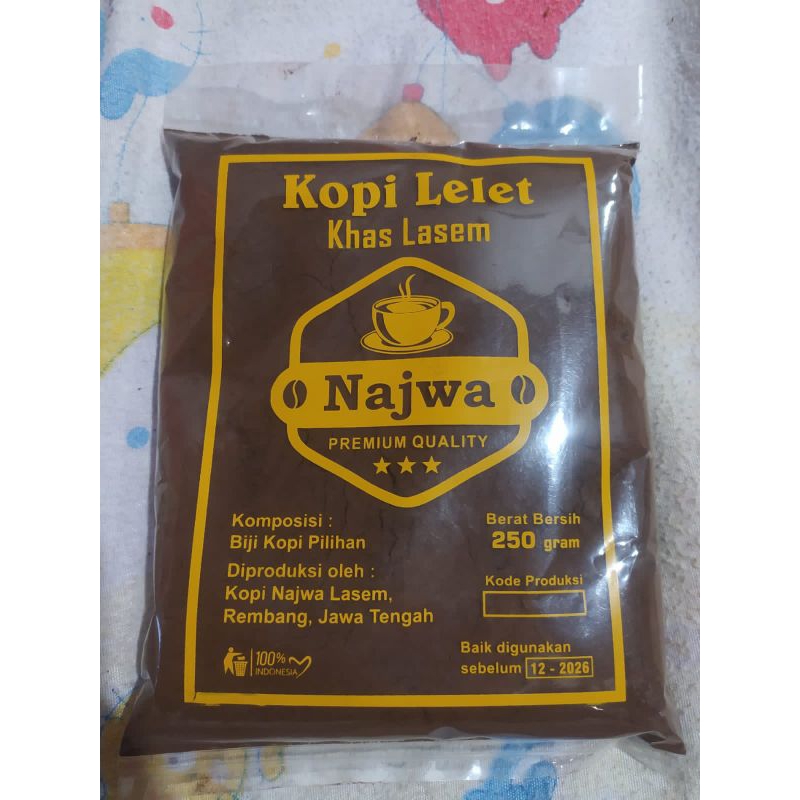 Kopi Lelet
Khas Lasem
Najwa
PREMIUM QUALITY
Komposisi :
Biji Kopi Pilihan
Diproduksi oleh :
Kopi Najwa Lasem,
Rembang, Jawa Tengah
100%
INDONESIA
Berat Bersih
250 gram
Kode Produksi
Baik digunakan
sebelum 12 - 2026